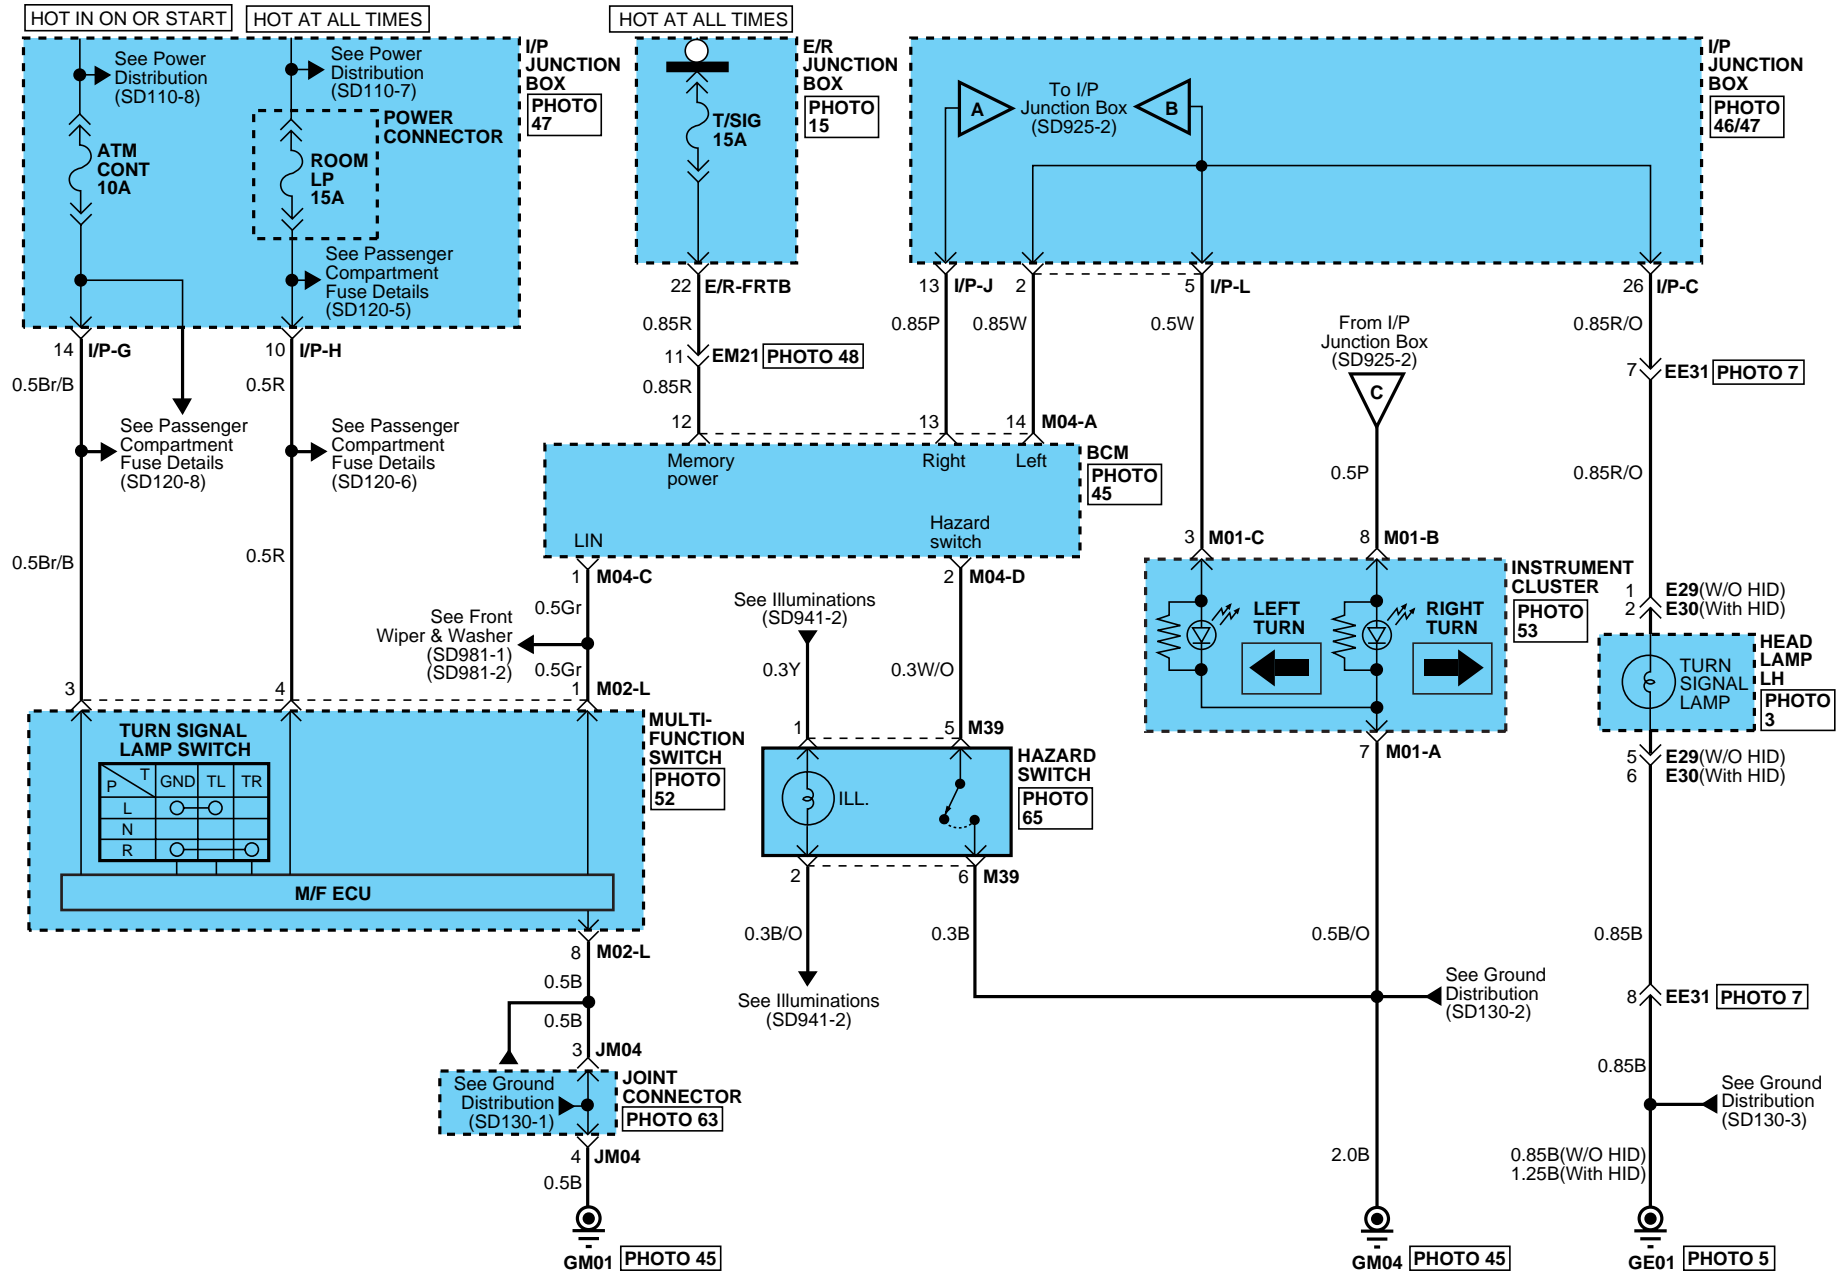 HOT IN ON OR START
HOT AT ALL TIMES
HOT AT ALL TIMES
See Power
Distribution
(SD110-8)
See Power
Distribution
(SD110-7)
I/P
JUNCTION
BOX
PHOTO
47
POWER
CONNECTOR
ATM
CONT
10A
ROOM
LP
15A
See Passenger
Compartment
Fuse Details
(SD120-5)
T/SIG
15A
E/R
JUNCTION
BOX
PHOTO
15
A
To I/P
Junction Box
(SD925-2)
B
I/P
JUNCTION
BOX
PHOTO
46/47
14 I/P-G
10 I/P-H
22 E/R-FRTB
13 I/P-J
2
5 I/P-L
26 I/P-C
0.5Br/B
0.5R
0.85R
0.85P
0.85W
0.5W
0.85R/O
11 EM21 PHOTO 48
0.85R
From I/P
Junction Box
(SD925-2)
C
7 EE31 PHOTO 7
See Passenger
Compartment
Fuse Details
(SD120-8)
See Passenger
Compartment
Fuse Details
(SD120-6)
12
13
14 M04-A
Memory
power
Right
Left
BCM
PHOTO
45
LIN
Hazard
switch
0.5P
0.85R/O
0.5Br/B
0.5R
1 M04-C
2 M04-D
3 M01-C
8 M01-B
0.5Gr
See Front
Wiper & Washer
(SD981-1)
(SD981-2)
0.5Gr
See Illuminations
(SD941-2)
0.3Y
0.3W/O
LEFT
TURN
RIGHT
TURN
INSTRUMENT
CLUSTER
PHOTO
53
1 E29(W/O HID)
2 E30(With HID)
TURN
SIGNAL
LAMP
HEAD
LAMP
LH
PHOTO
3
3
4
1 M02-L
TURN SIGNAL
LAMP SWITCH
T
P
GND TL TR
L
N
R
M/F ECU
MULTI-
FUNCTION
SWITCH
PHOTO
52
1
5 M39
ILL.
HAZARD
SWITCH
PHOTO
65
2
6 M39
7 M01-A
5 E29(W/O HID)
6 E30(With HID)
8 M02-L
0.5B
0.5B
0.3B/O
0.3B
0.5B/O
0.85B
See Illuminations
(SD941-2)
See Ground
Distribution
(SD130-2)
8 EE31 PHOTO 7
3 JM04
See Ground
Distribution
(SD130-1)
JOINT
CONNECTOR
PHOTO 63
4 JM04
0.5B
0.85B
See Ground
Distribution
(SD130-3)
2.0B
0.85B(W/O HID)
1.25B(With HID)
GM01 PHOTO 45
GM04 PHOTO 45
GE01 PHOTO 5